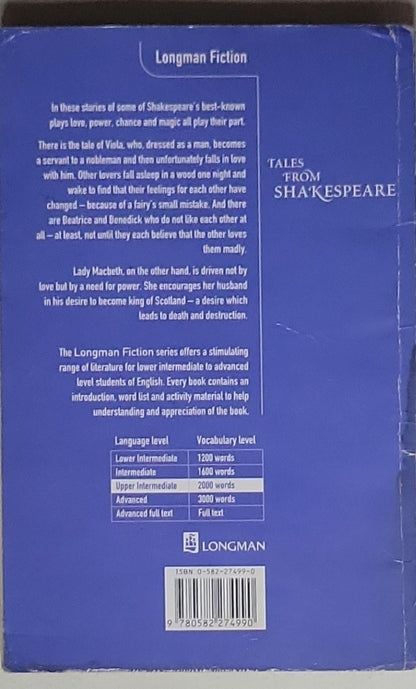 Longman Fiction
In these stories of some of Shakespeare's best-known
plays love, power, chance and magic all play their part.
There is the tale of Viola, who, dressed as a man, becomes
a servant to a nobleman and then unfortunately falls in love
with him. Other lovers fall asleep in a wood one night and
wake to find that their feelings for each other have
changed – because of a fairy's small mistake. And there
are Beatrice and Benedick who do not like each other at
all – at least, not until they each believe that the other loves
them madly.
Lady Macbeth, on the other hand, is driven not by
love but by a need for power. She encourages her husband
in his desire to become king of Scotland – a desire which
leads to death and destruction.
TALES
FROM
SHAKESPEARE
The Longman Fiction series offers a stimulating
range of literature for lower intermediate to advanced
level students of English. Every book contains an
introduction, word list and activity material to help
understanding and appreciation of the book.
Language level Vocabulary level
Lower Intermediate 1200 words
Intermediate 1600 words
Upper Intermediate 2000 words
Advanced 3000 words
Advanced full text Full text
LONGMAN
ISBN 0-582-27499-0
9 780582 274990